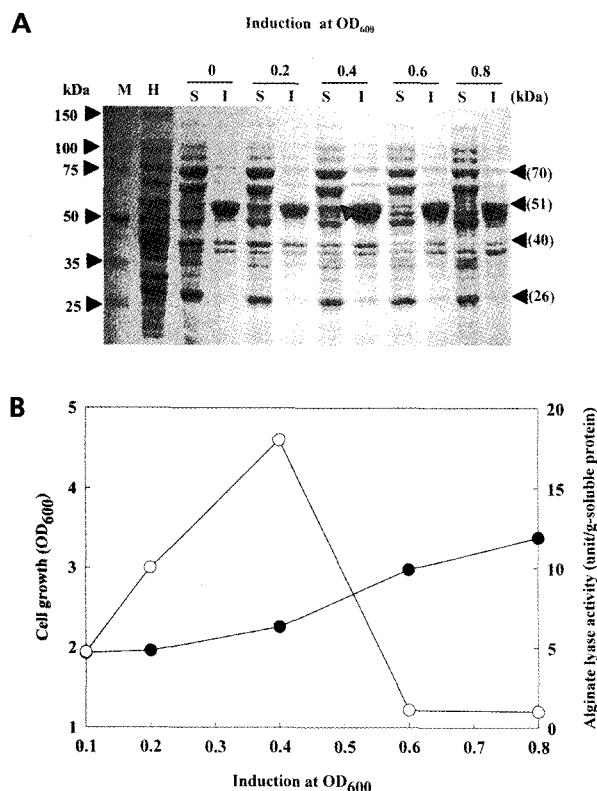 A
Induction at OD600
0 0.2 0.4 0.6 0.8
kDa M H S I S I S I S I S I (kDa)
150
100
75
50
35
25
(70)
(51)
(40)
(26)
B
5
4
3
2
1
Cell growth (OD600)
20
15
10
5
0
Alginate lyase activity (unit/g-soluble protein)
0.1 0.2 0.3 0.4 0.5 0.6 0.7 0.8
Induction at OD600